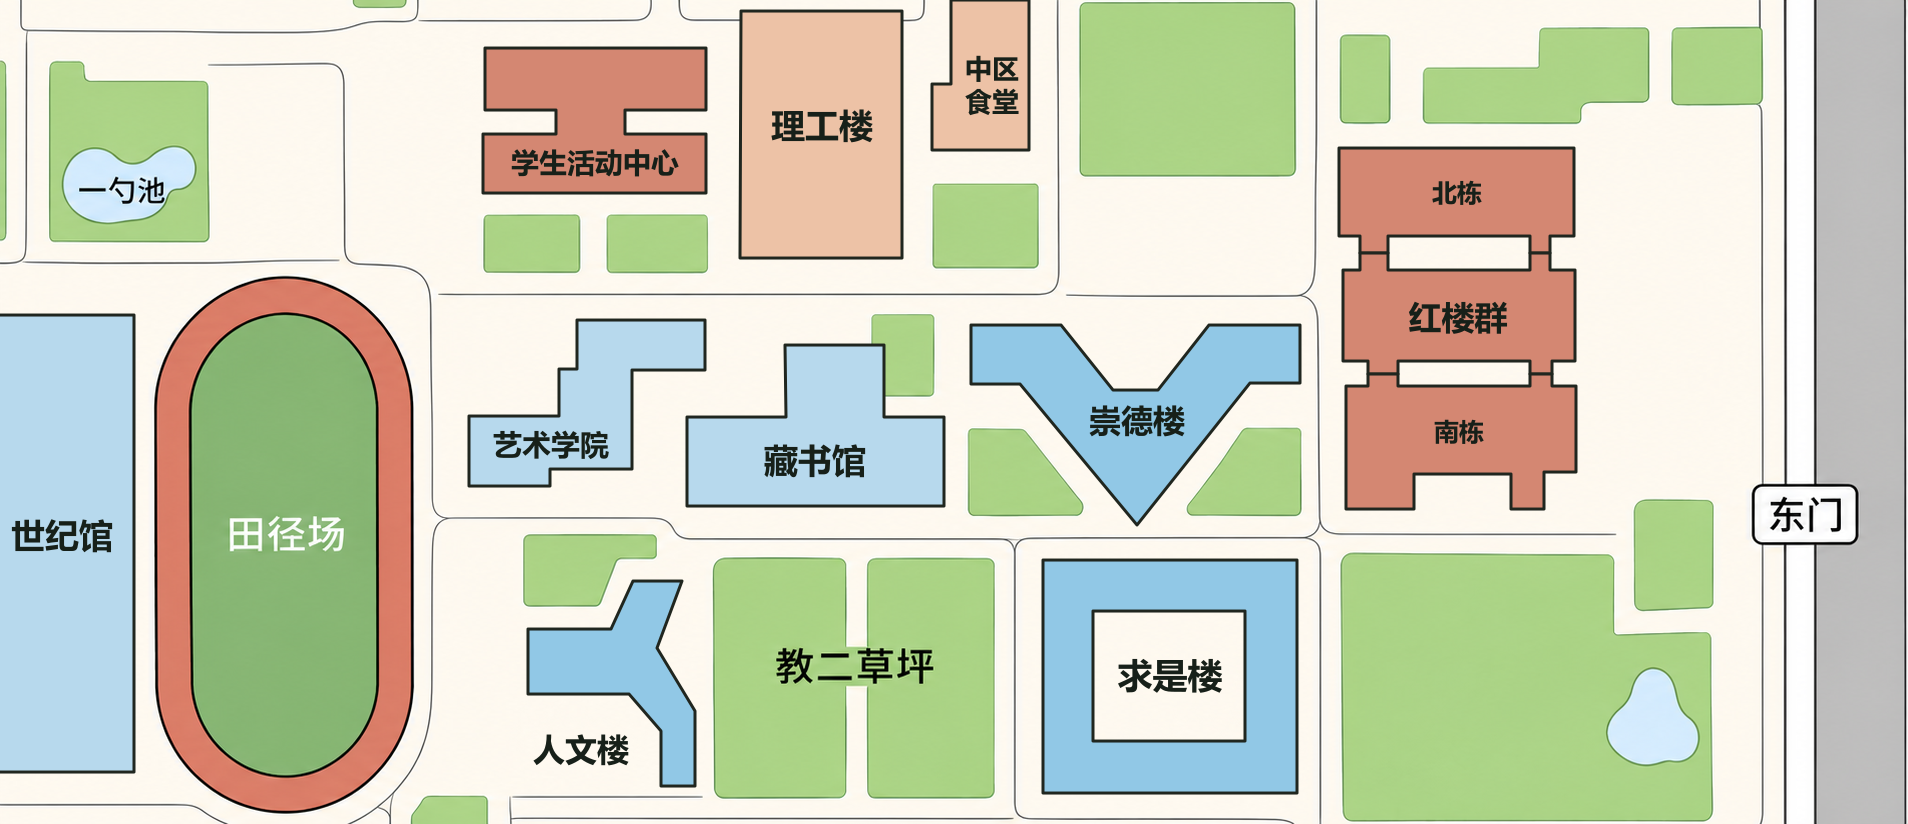 中区
食堂
理工楼
学生活动中心
一勺池
北栋
红楼群
南栋
崇德楼
艺术学院
藏书馆
世纪馆
田径场
东门
教二草坪
求是楼
人文楼